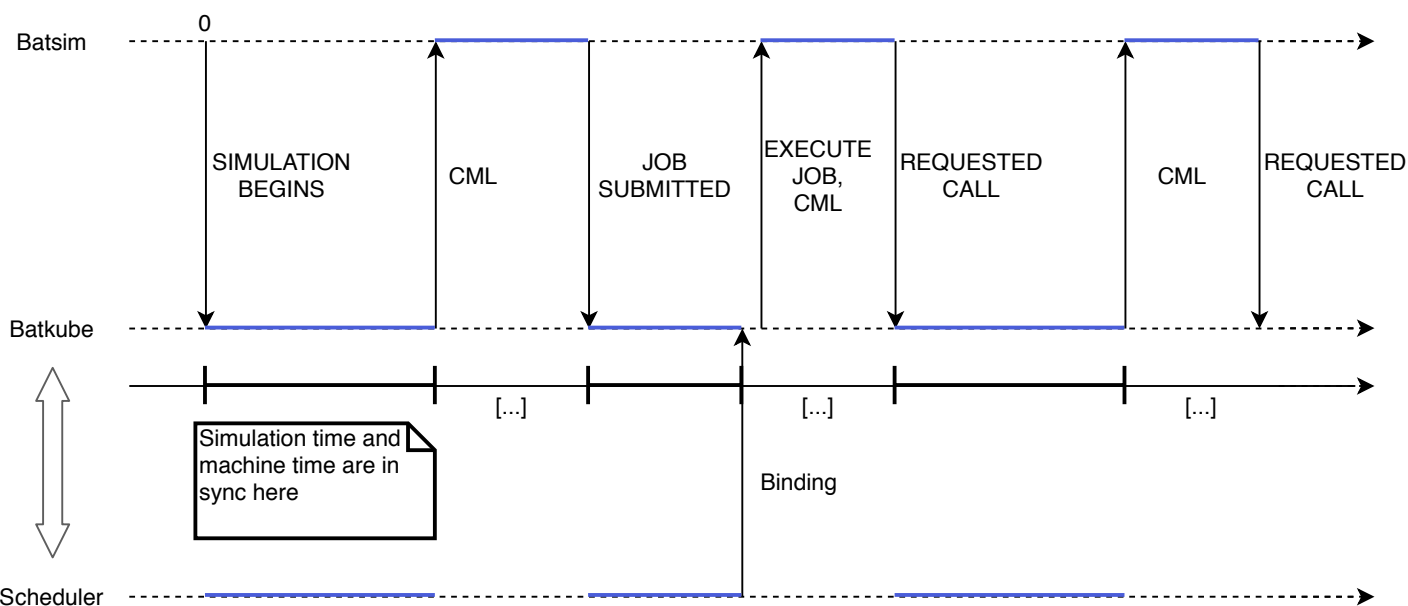 0
Batsim
SIMULATION
BEGINS
CML
JOB
SUBMITTED
EXECUTE
JOB,
CML
REQUESTED
CALL
CML
REQUESTED
CALL
Batkube
[...]
[...]
[...]
Simulation time and
machine time are in
sync here
Binding
Scheduler